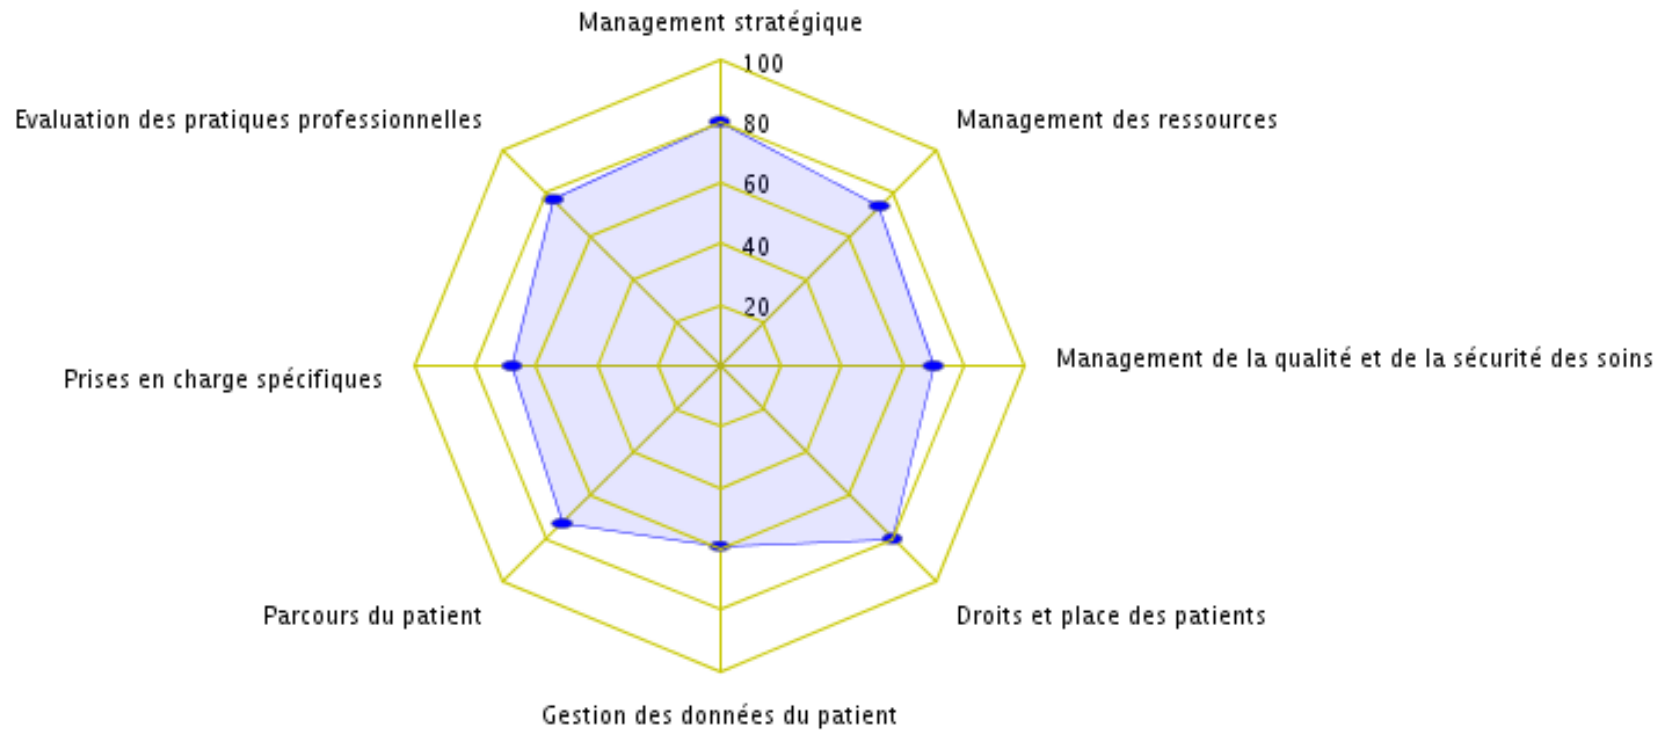 Management stratégique
100
Evaluation des pratiques professionnelles
Management des ressources
80
60
40
20
Management de la qualité et de la sécurité des soins
Prises en charge spécifiques
Parcours du patient
Droits et place des patients
Gestion des données du patient